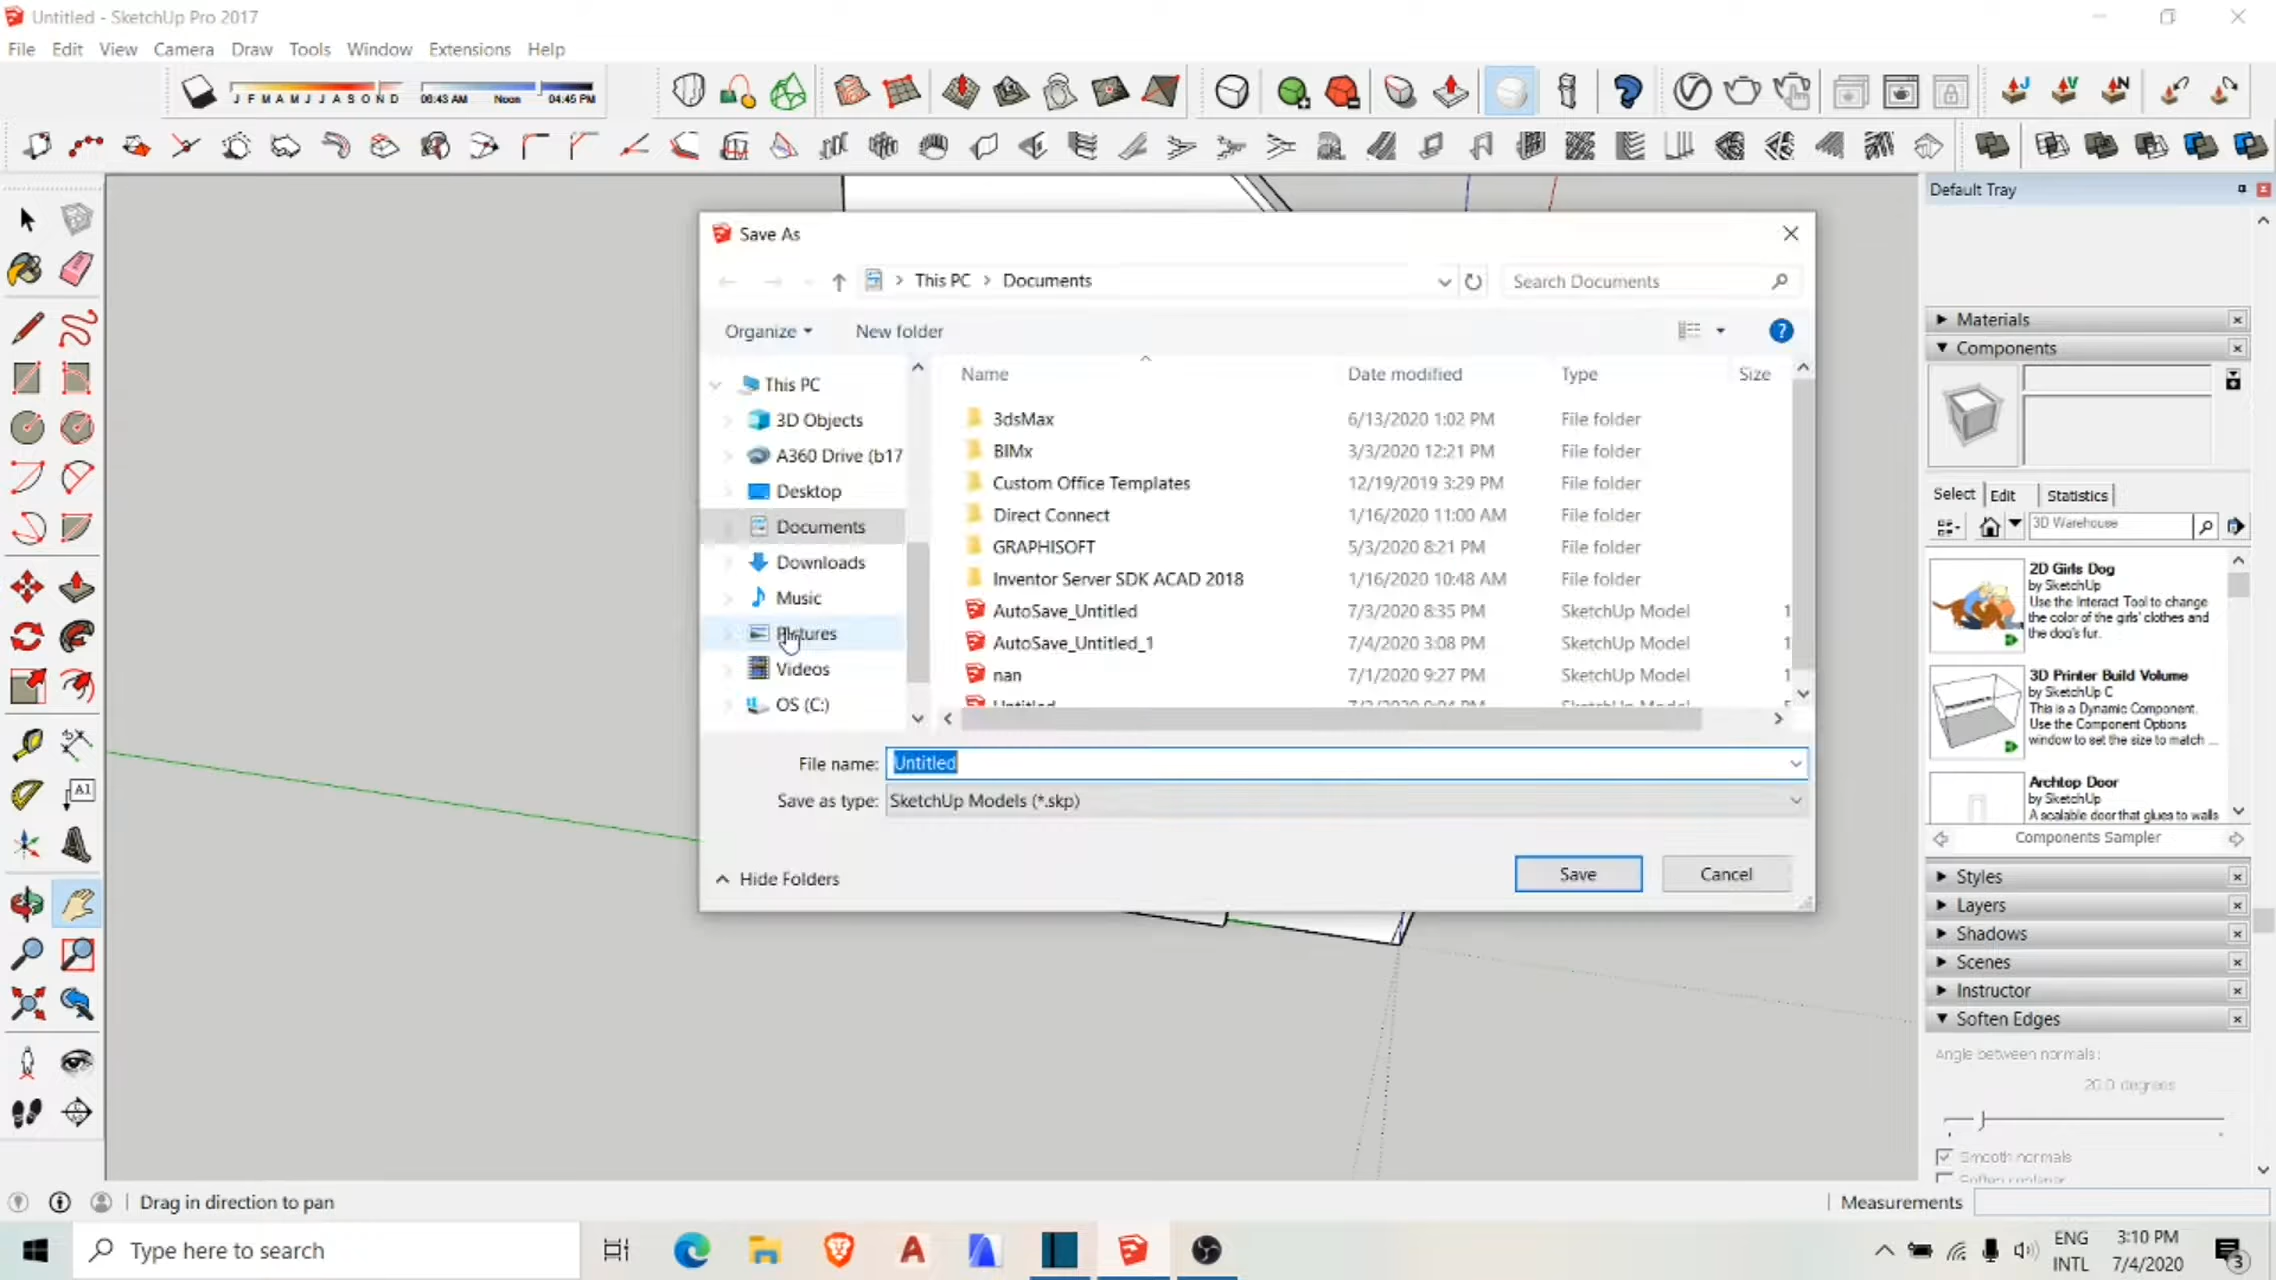 Untitled - SketchUp Pro 2017
File Edit View Camera Draw Tools Window Extensions Help
J F M A M J J A S O N D 06:43 AM Noon 04:45 PM
J V N
Default Tray
Save As
This PC > Documents
Search Documents
Organize New folder
Name Date modified Type Size
This PC
3D Objects
A360 Drive (b17
Desktop
Documents
Downloads
Music
Pictures
Videos
OS (C:)
3dsMax 6/13/2020 1:02 PM File folder
BIMx 3/3/2020 12:21 PM File folder
Custom Office Templates 12/19/2019 3:29 PM File folder
Direct Connect 1/16/2020 11:00 AM File folder
GRAPHISOFT 5/3/2020 8:21 PM File folder
Inventor Server SDK ACAD 2018 1/16/2020 10:48 AM File folder
AutoSave_Untitled 7/3/2020 8:35 PM SketchUp Model 1
AutoSave_Untitled_1 7/4/2020 3:08 PM SketchUp Model 1
nan 7/1/2020 9:27 PM SketchUp Model 1
Untitled
File name: Untitled
Save as type: SketchUp Models (*.skp)
Hide Folders
Save Cancel
Materials
Components
Select Edit Statistics
3D Warehouse
2D Girls Dog
by SketchUp
Use the Interact Tool to change
the color of the girls' clothes and
the dog's fur.
3D Printer Build Volume
by SketchUp C
This is a Dynamic Component.
Use the Component Options
window to set the size to match ...
Archtop Door
by SketchUp
A scalable door that glues to walls
Components Sampler
Styles
Layers
Shadows
Scenes
Instructor
Soften Edges
Angle between normals:
20.0 degrees
Smooth normals
A1
Drag in direction to pan
Measurements
Type here to search
ENG
INTL
3:10 PM
7/4/2020
3